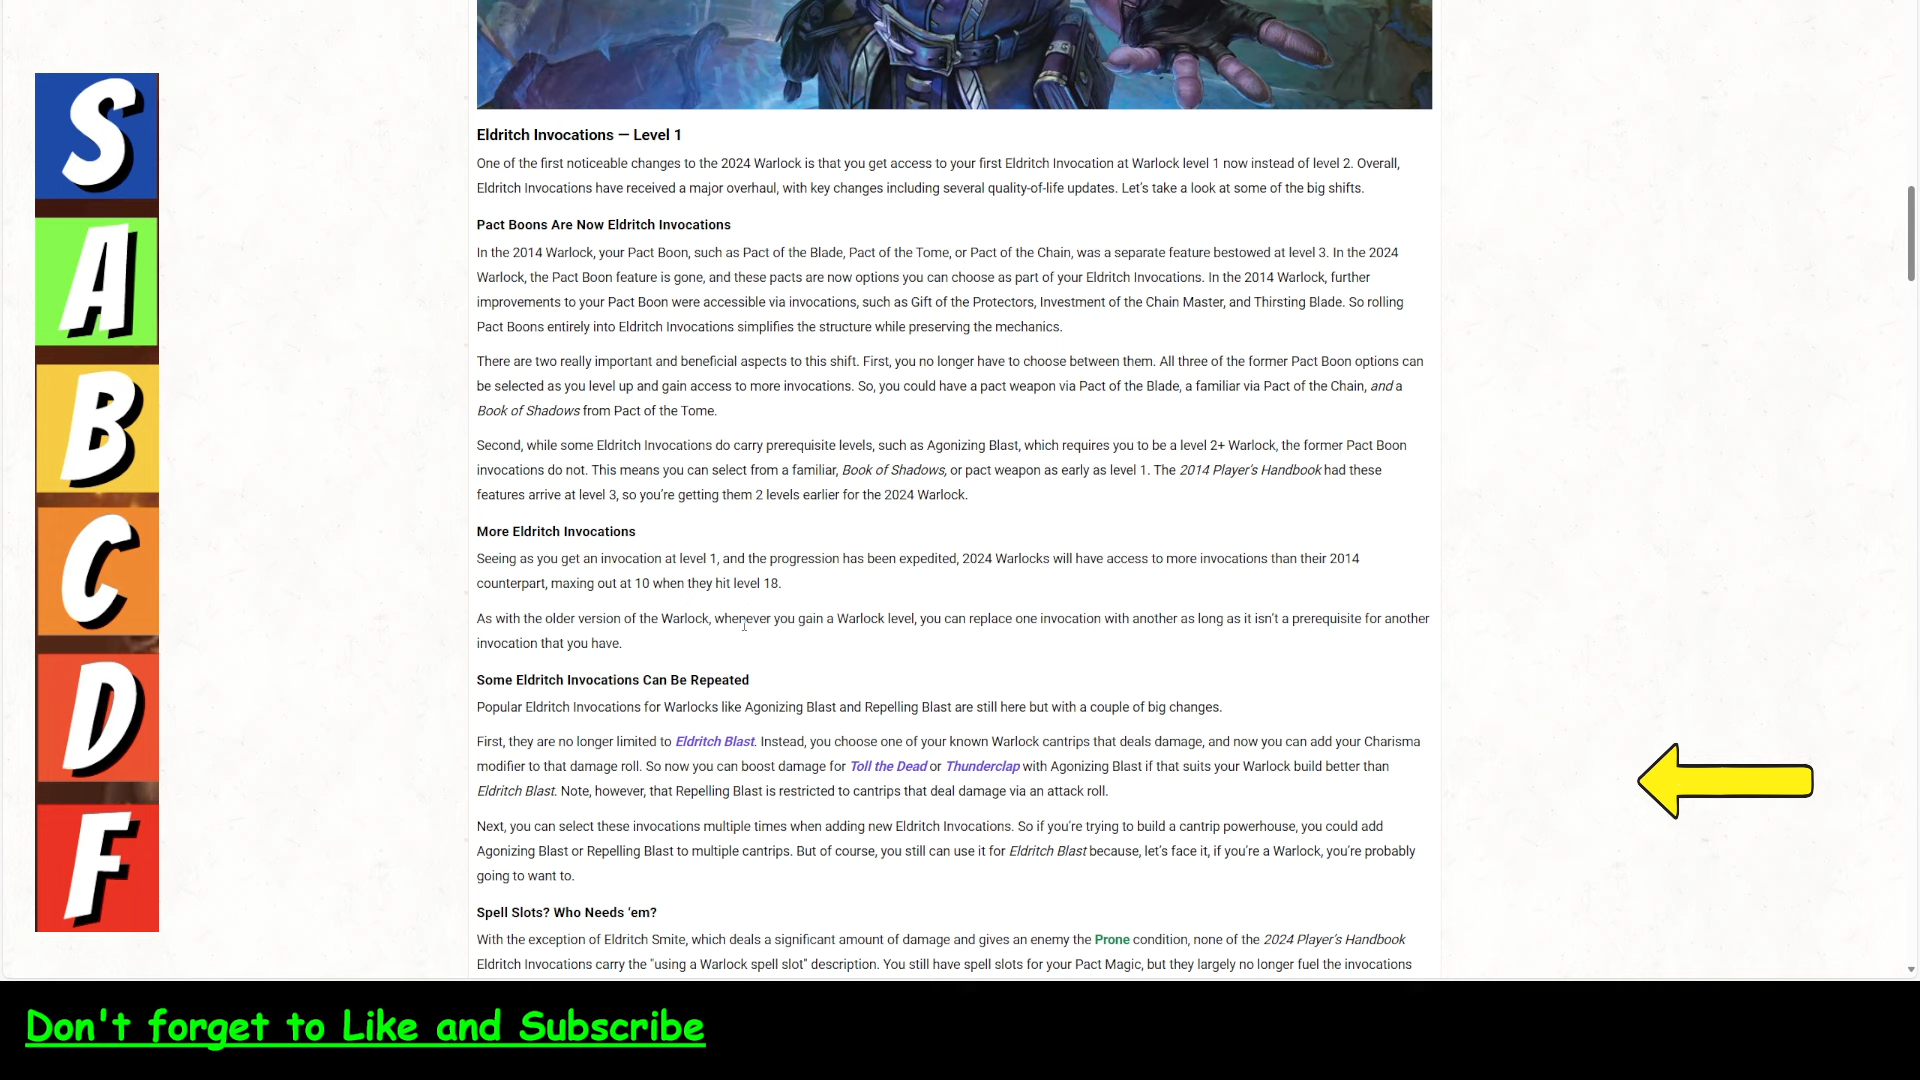 S
A
B
C
D
F
Eldritch Invocations — Level 1
One of the first noticeable changes to the 2024 Warlock is that you get access to your first Eldritch Invocation at Warlock level 1 now instead of level 2. Overall,
Eldritch Invocations have received a major overhaul, with key changes including several quality-of-life updates. Let’s take a look at some of the big shifts.
Pact Boons Are Now Eldritch Invocations
In the 2014 Warlock, your Pact Boon, such as Pact of the Blade, Pact of the Tome, or Pact of the Chain, was a separate feature bestowed at level 3. In the 2024
Warlock, the Pact Boon feature is gone, and these pacts are now options you can choose as part of your Eldritch Invocations. In the 2014 Warlock, further
improvements to your Pact Boon were accessible via invocations, such as Gift of the Protectors, Investment of the Chain Master, and Thirsting Blade. So rolling
Pact Boons entirely into Eldritch Invocations simplifies the structure while preserving the mechanics.
There are two really important and beneficial aspects to this shift. First, you no longer have to choose between them. All three of the former Pact Boon options can
be selected as you level up and gain access to more invocations. So, you could have a pact weapon via Pact of the Blade, a familiar via Pact of the Chain, and a
Book of Shadows from Pact of the Tome.
Second, while some Eldritch Invocations do carry prerequisite levels, such as Agonizing Blast, which requires you to be a level 2+ Warlock, the former Pact Boon
invocations do not. This means you can select from a familiar, Book of Shadows, or pact weapon as early as level 1. The 2014 Player’s Handbook had these
features arrive at level 3, so you’re getting them 2 levels earlier for the 2024 Warlock.
More Eldritch Invocations
Seeing as you get an invocation at level 1, and the progression has been expedited, 2024 Warlocks will have access to more invocations than their 2014
counterpart, maxing out at 10 when they hit level 18.
As with the older version of the Warlock, whenever you gain a Warlock level, you can replace one invocation with another as long as it isn’t a prerequisite for another
invocation that you have.
Some Eldritch Invocations Can Be Repeated
Popular Eldritch Invocations for Warlocks like Agonizing Blast and Repelling Blast are still here but with a couple of big changes.
First, they are no longer limited to Eldritch Blast. Instead, you choose one of your known Warlock cantrips that deals damage, and now you can add your Charisma
modifier to that damage roll. So now you can boost damage for Toll the Dead or Thunderclap with Agonizing Blast if that suits your Warlock build better than
Eldritch Blast. Note, however, that Repelling Blast is restricted to cantrips that deal damage via an attack roll.
Next, you can select these invocations multiple times when adding new Eldritch Invocations. So if you’re trying to build a cantrip powerhouse, you could add
Agonizing Blast or Repelling Blast to multiple cantrips. But of course, you still can use it for Eldritch Blast because, let’s face it, if you’re a Warlock, you’re probably
going to want to.
Spell Slots? Who Needs ‘em?
With the exception of Eldritch Smite, which deals a significant amount of damage and gives an enemy the Prone condition, none of the 2024 Player’s Handbook
Eldritch Invocations carry the "using a Warlock spell slot" description. You still have spell slots for your Pact Magic, but they largely no longer fuel the invocations
Don't forget to Like and Subscribe